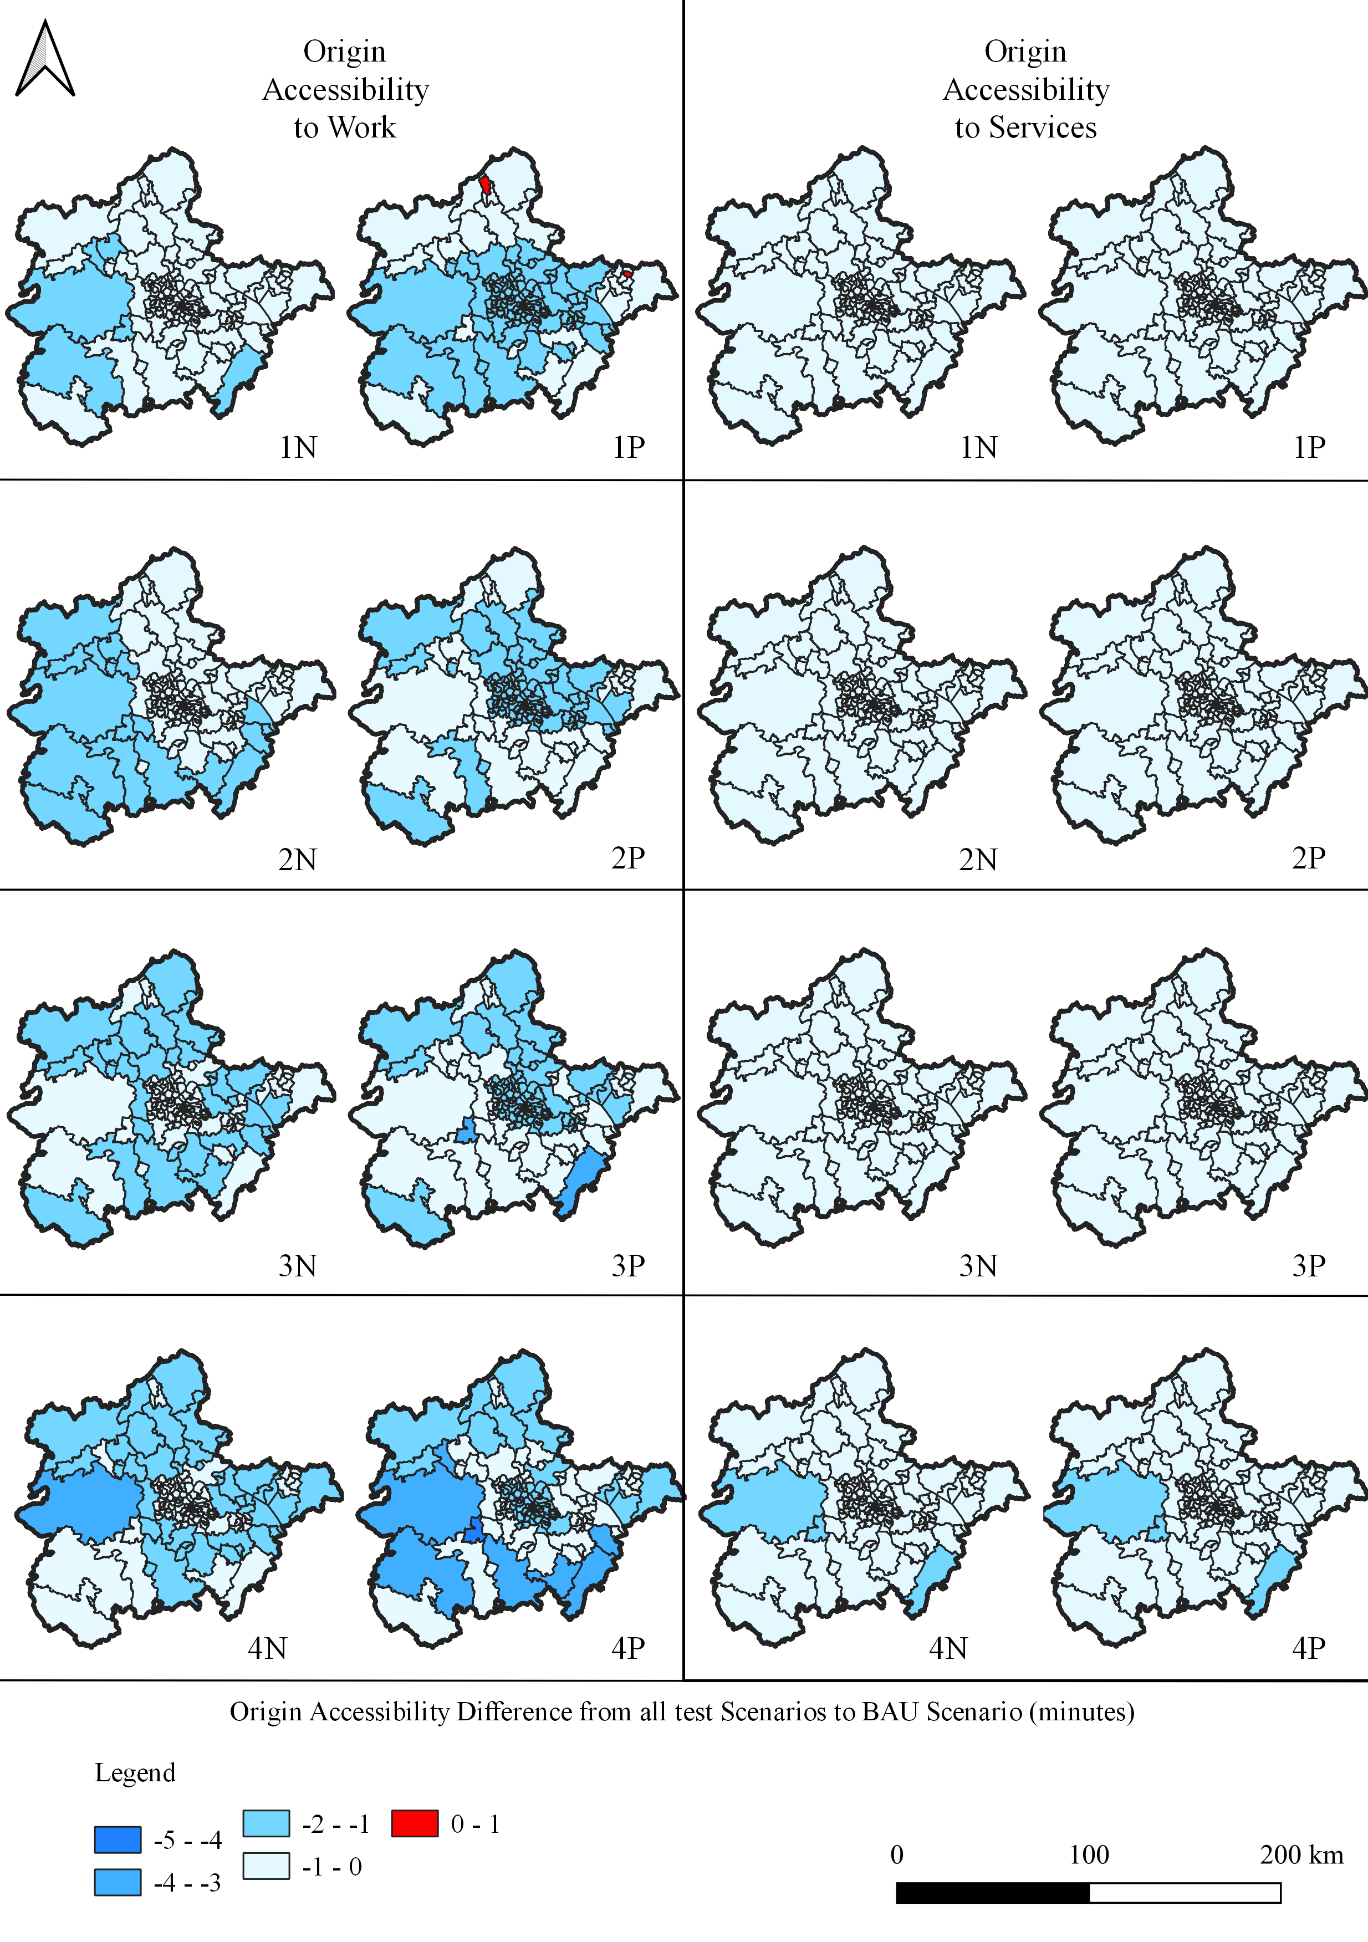 Origin
Accessibility
to Work
Origin
Accessibility
to Services
1N
1P
1N
1P
2N
2P
2N
2P
3N
3P
3N
3P
4N
4P
4N
4P
Origin Accessibility Difference from all test Scenarios to BAU Scenario (minutes)
Legend
-5 - -4
-4 - -3
-2 - -1
-1 - 0
0 - 1
0 100 200 km